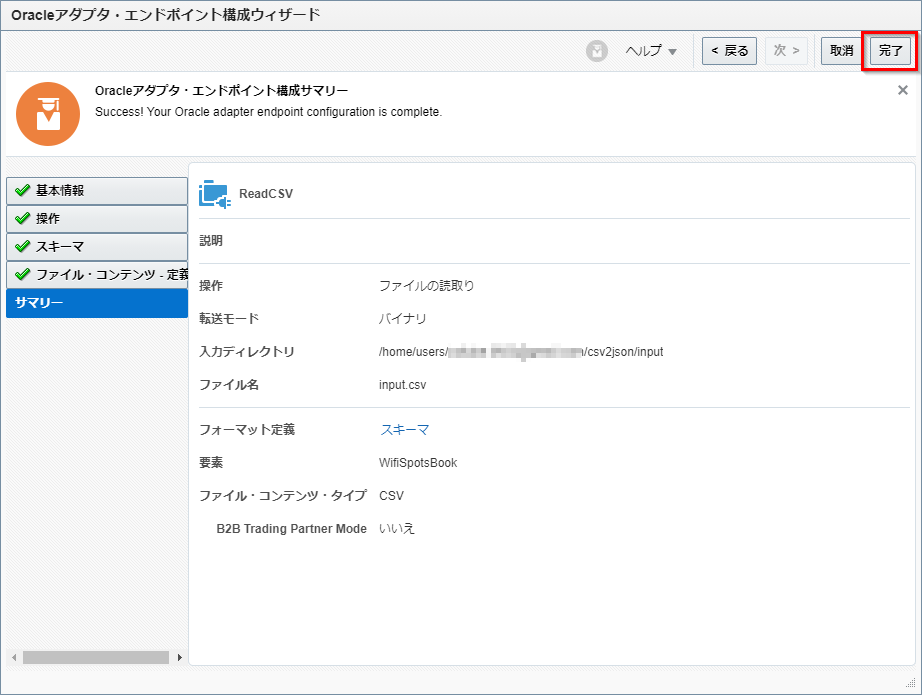 Oracleアダプタ・エンドポイント構成ウィザード
ヘルプ
< 戻る
次 >
取消
完了
Oracleアダプタ・エンドポイント構成サマリー
Success! Your Oracle adapter endpoint configuration is complete.
基本情報
操作
スキーマ
ファイル・コンテンツ - 定義
サマリー
ReadCSV
説明
操作 ファイルの読取り
転送モード バイナリ
入力ディレクトリ /home/users/ /csv2json/input
ファイル名 input.csv
フォーマット定義 スキーマ
要素 WifiSpotsBook
ファイル・コンテンツ・タイプ CSV
B2B Trading Partner Mode いいえ